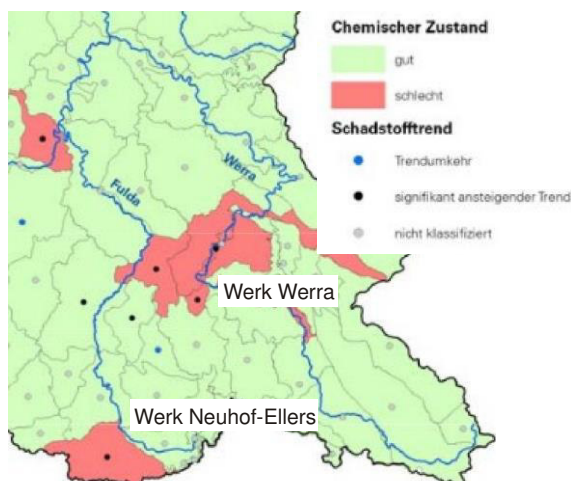 Chemischer Zustand
gut
schlecht
Schadstofftrend
Trendumkehr
signifikant ansteigender Trend
nicht klassifiziert
Werra
Fulda
Werk Werra
Werk Neuhof-Ellers